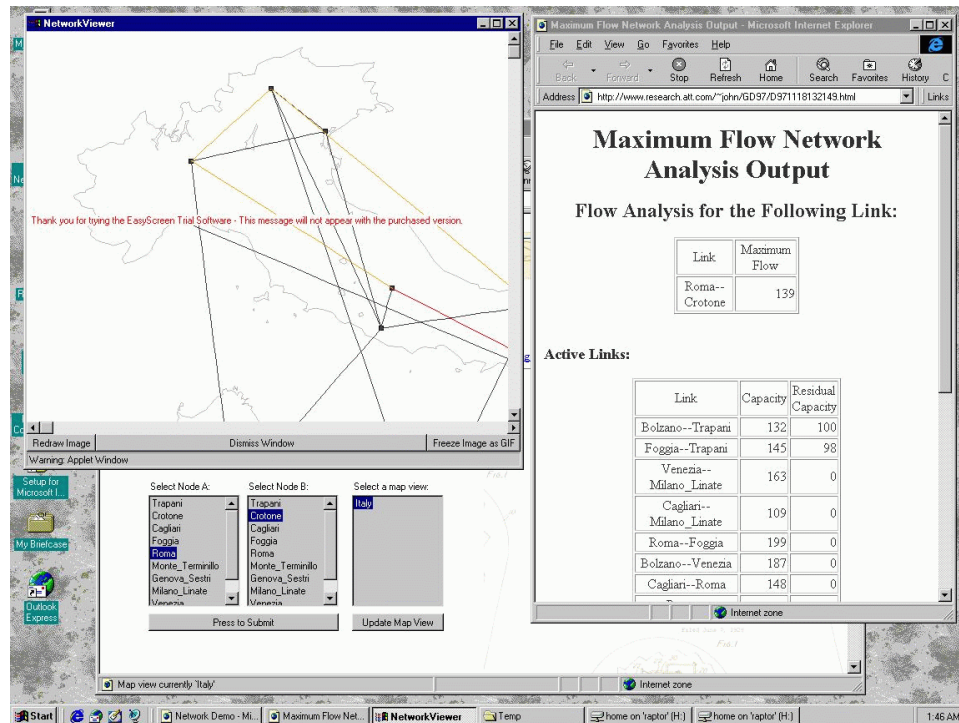 NetworkViewer
Thank you for trying the EasyScreen Trial Software - This message will not appear with the purchased version.
Redraw Image
Dismiss Window
Freeze Image as GIF
Warning: Applet Window
Maximum Flow Network Analysis Output - Microsoft Internet Explorer
File Edit View Go Favorites Help
Back Forward Stop Refresh Home Search Favorites History C
Address http://www.research.att.com/~john/GD97/D971118132149.html Links
Maximum Flow Network
Analysis Output
Flow Analysis for the Following Link:
Link Maximum
Flow
Roma--
Crotone 139
Active Links:
Link Capacity Residual
Capacity
Bolzano--Trapani 132 100
Foggia--Trapani 145 98
Venezia--
Milano_Linate 163 0
Cagliari--
Milano_Linate 109 0
Roma--Foggia 199 0
Bolzano--Venezia 187 0
Cagliari--Roma 148 0
Internet zone
Setup for
Microsoft I...
My Briefcase
Outlook
Express
Select Node A: Select Node B: Select a map view:
Trapani Trapani Italy
Crotone Crotone
Cagliari Cagliari
Foggia Foggia
Roma Roma
Monte_Terminillo Monte_Terminillo
Genova_Sestri Genova_Sestri
Milano_Linate Milano_Linate
Venezia Venezia
Press to Submit Update Map View
Fig.1
Map view currently 'Italy'
Internet zone
Start Network Demo - Mi... Maximum Flow Net... NetworkViewer Temp home on 'raptor' (H:) home on 'raptor' (H:) 1:46 AM